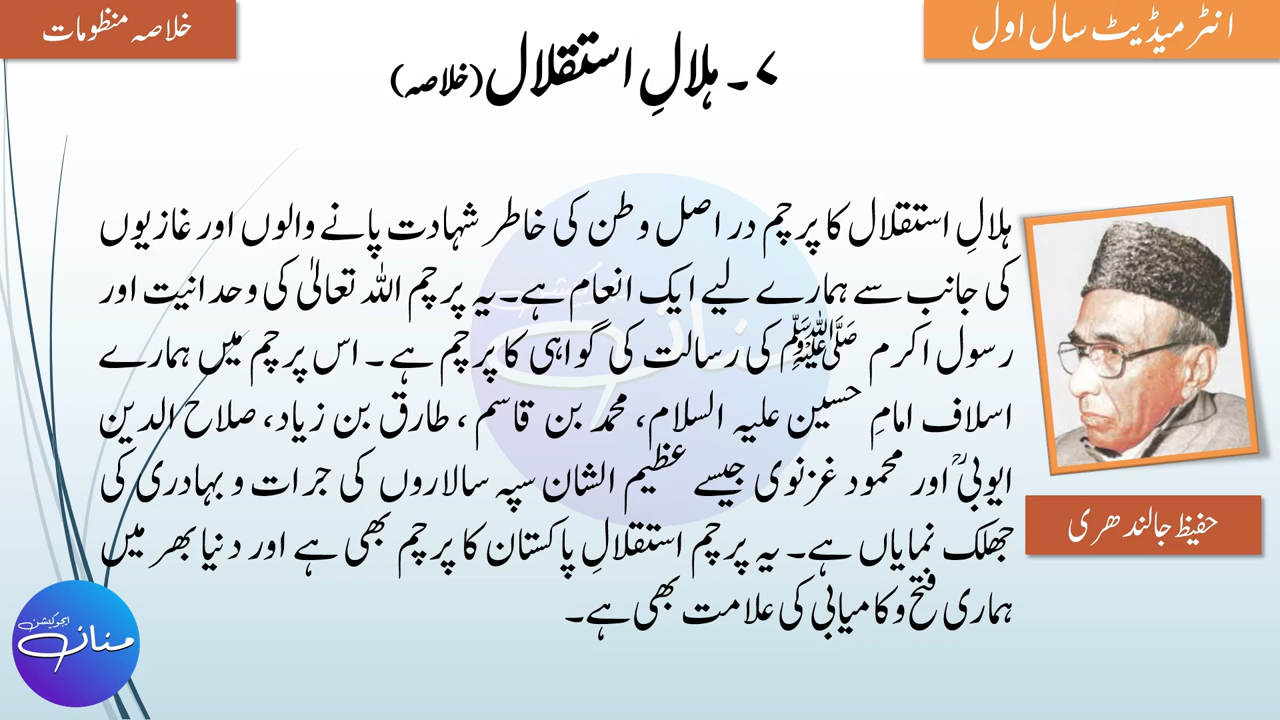 انٹر میڈیٹ سال اول
خلاصہ منظومات
۷۔ ہلالِ استقلال (خلاصہ)
ہلالِ استقلال کا پرچم در اصل وطن کی خاطر شہادت پانے والوں اور غازیوں
کی جانب سے ہمارے لیے ایک انعام ہے۔ یہ پرچم اللہ تعالیٰ کی وحدانیت اور
رسول اکرم ﷺ کی رسالت کی گواہی کا پرچم ہے۔ اس پرچم میں ہمارے
اسلاف امامِ حسین علیہ السلام، محمد بن قاسم، طارق بن زیاد، صلاح الدین
ایوبیؒ اور محمود غزنوی جیسے عظیم الشان سپہ سالاروں کی جرات و بہادری کی
جھلک نمایاں ہے۔ یہ پرچم استقلالِ پاکستان کا پرچم بھی ہے اور دنیا بھر میں
ہماری فتح و کامیابی کی علامت بھی ہے۔
حفیظ جالندھری
ایجوکیشن
منان